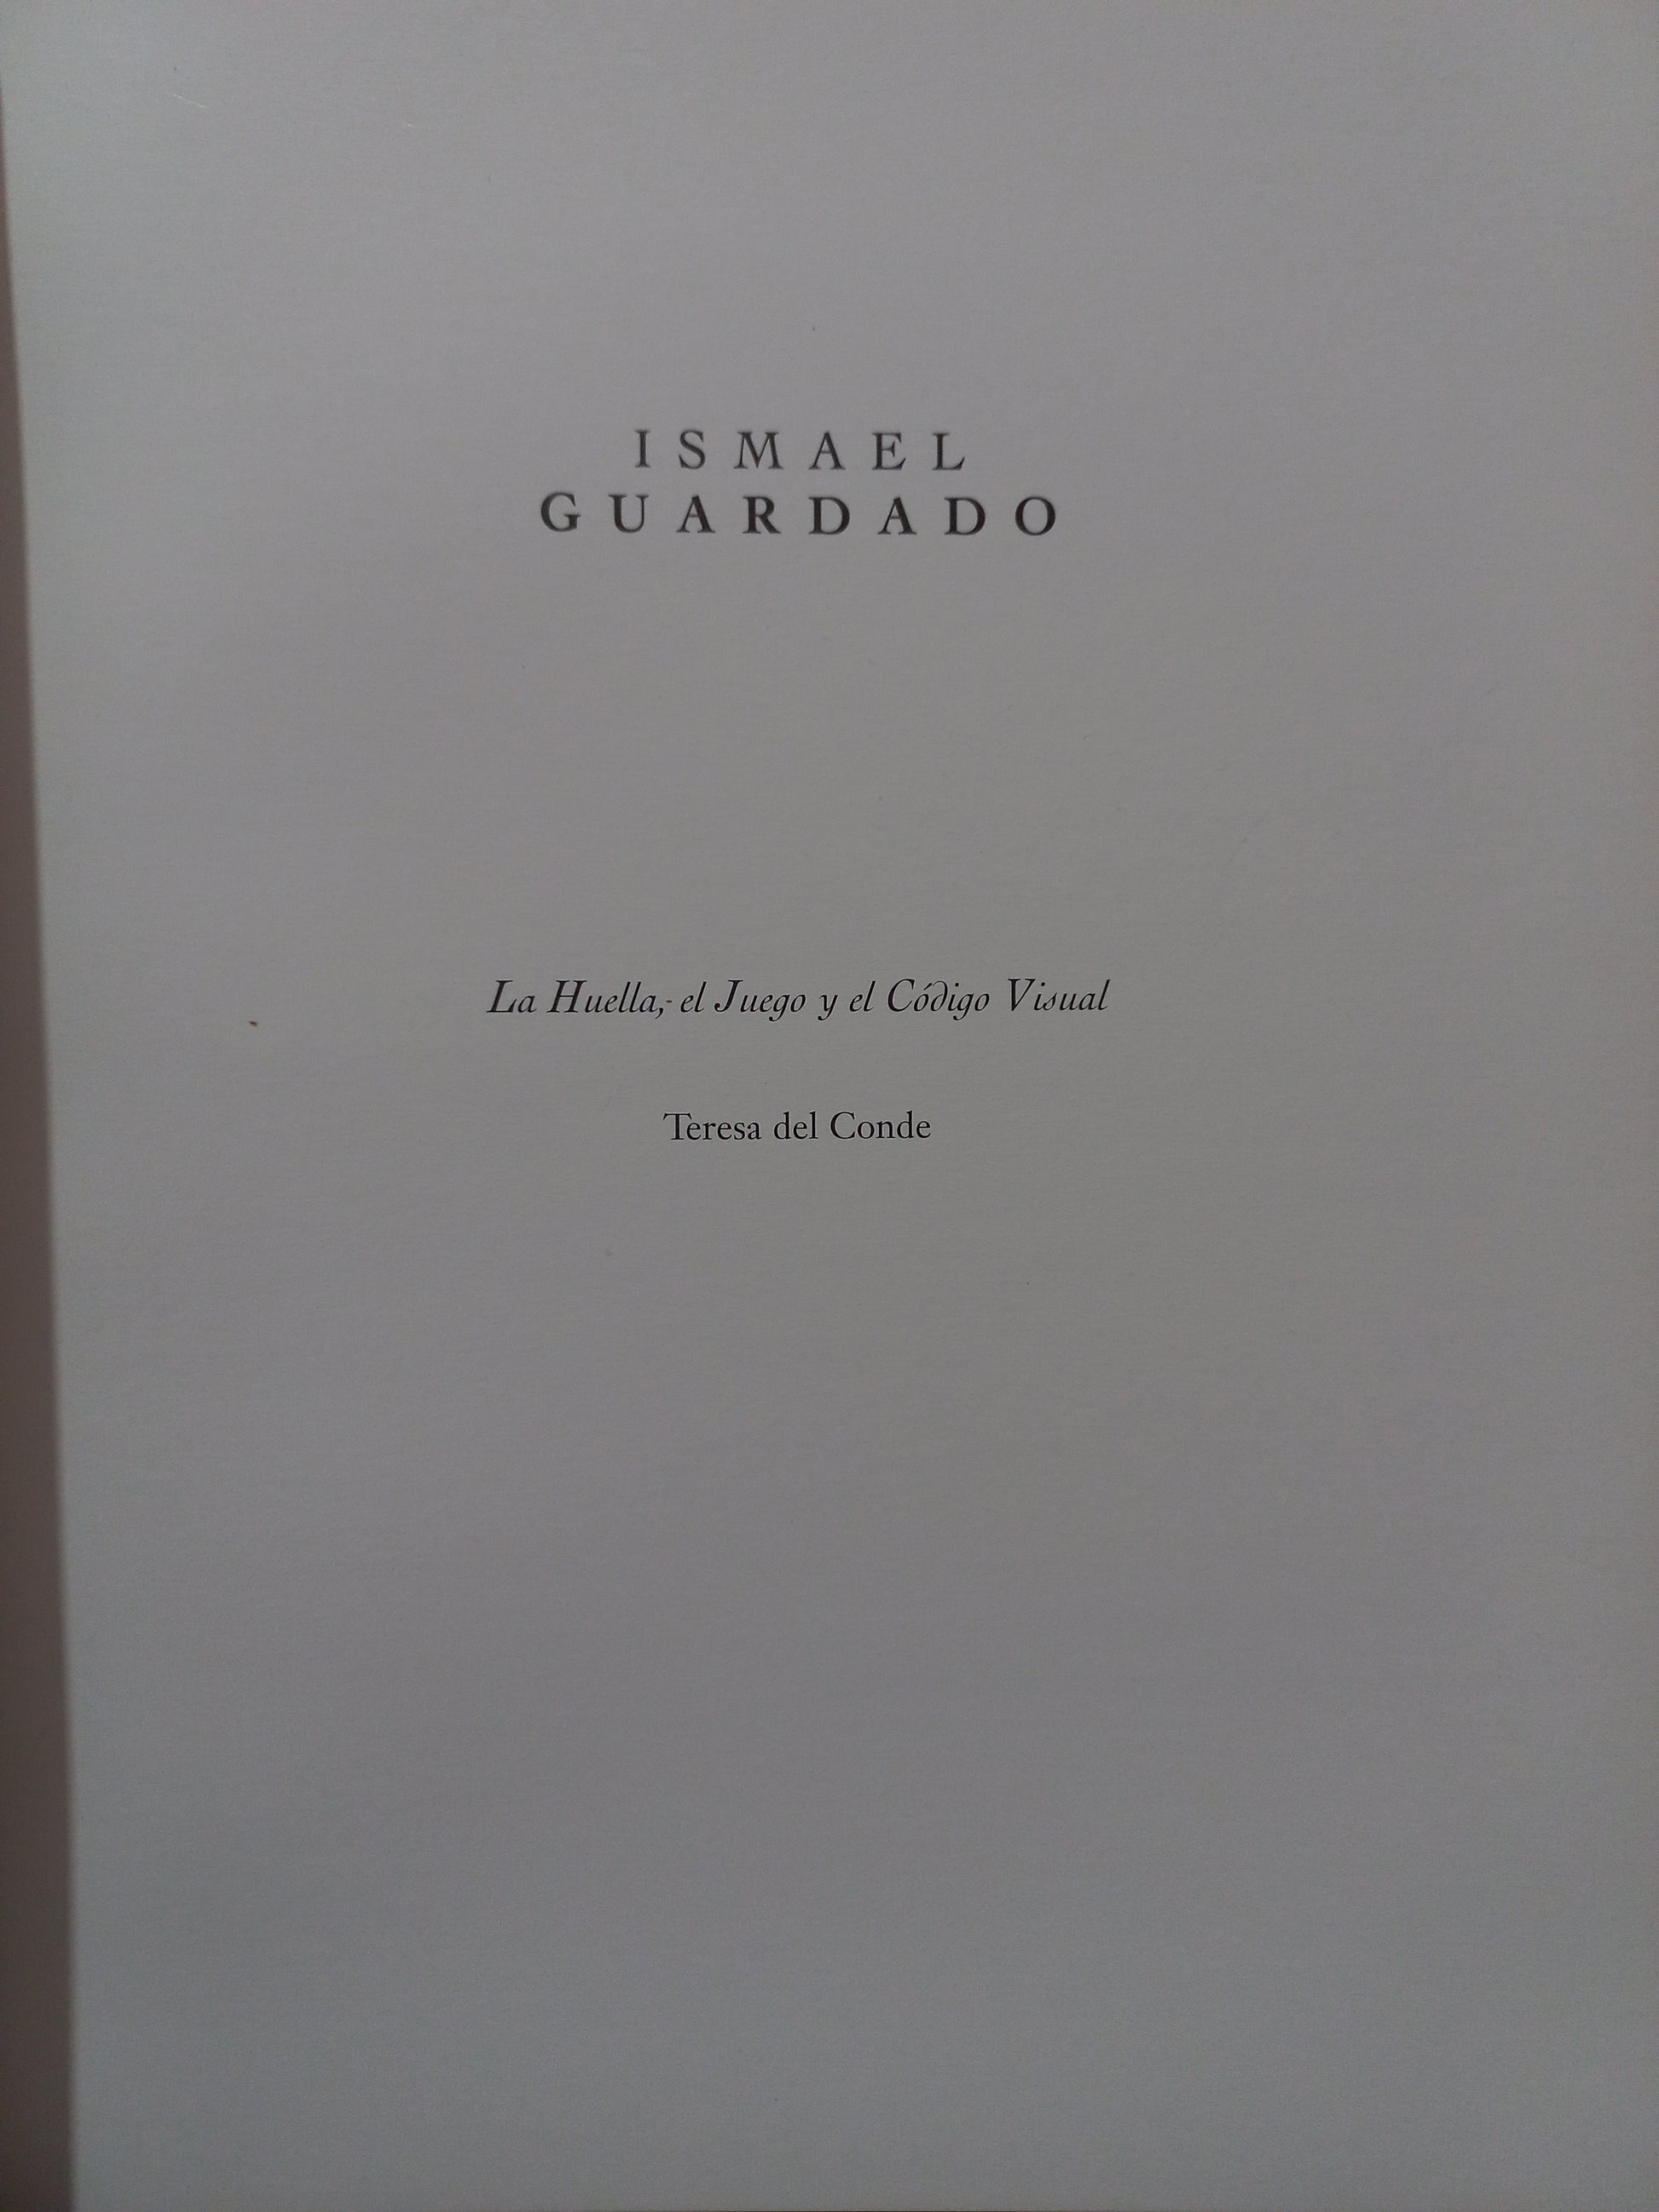 ISMAEL
GUARDADO
La Huella, el Juego y el Código Visual
Teresa del Conde